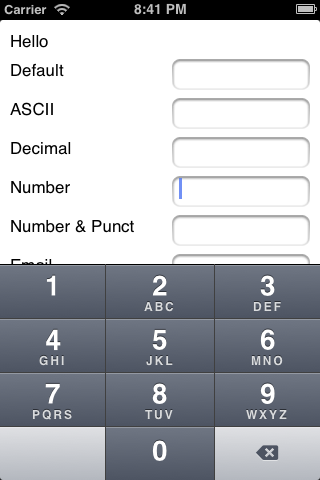 Carrier 8:41 PM
Hello
Default
ASCII
Decimal
Number
Number & Punct
Email
1 2 ABC 3 DEF
4 GHI 5 JKL 6 MNO
7 PQRS 8 TUV 9 WXYZ
0